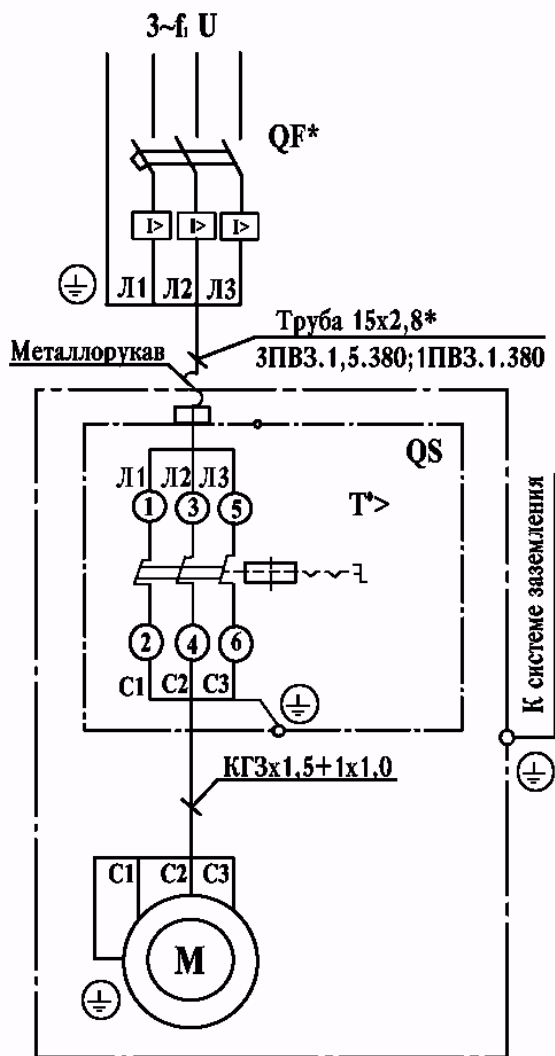 3~f₁ U
QF*
I> I> I>
Л1 Л2 Л3
Труба 15х2,8*
Металлорукав
3ПВ3.1,5.380;1ПВ3.1.380
QS
Л1 Л2 Л3
1 3 5
T°>
2 4 6
С1 С2 С3
К системе заземления
КГ3х1,5+1х1,0
С1 С2 С3
М